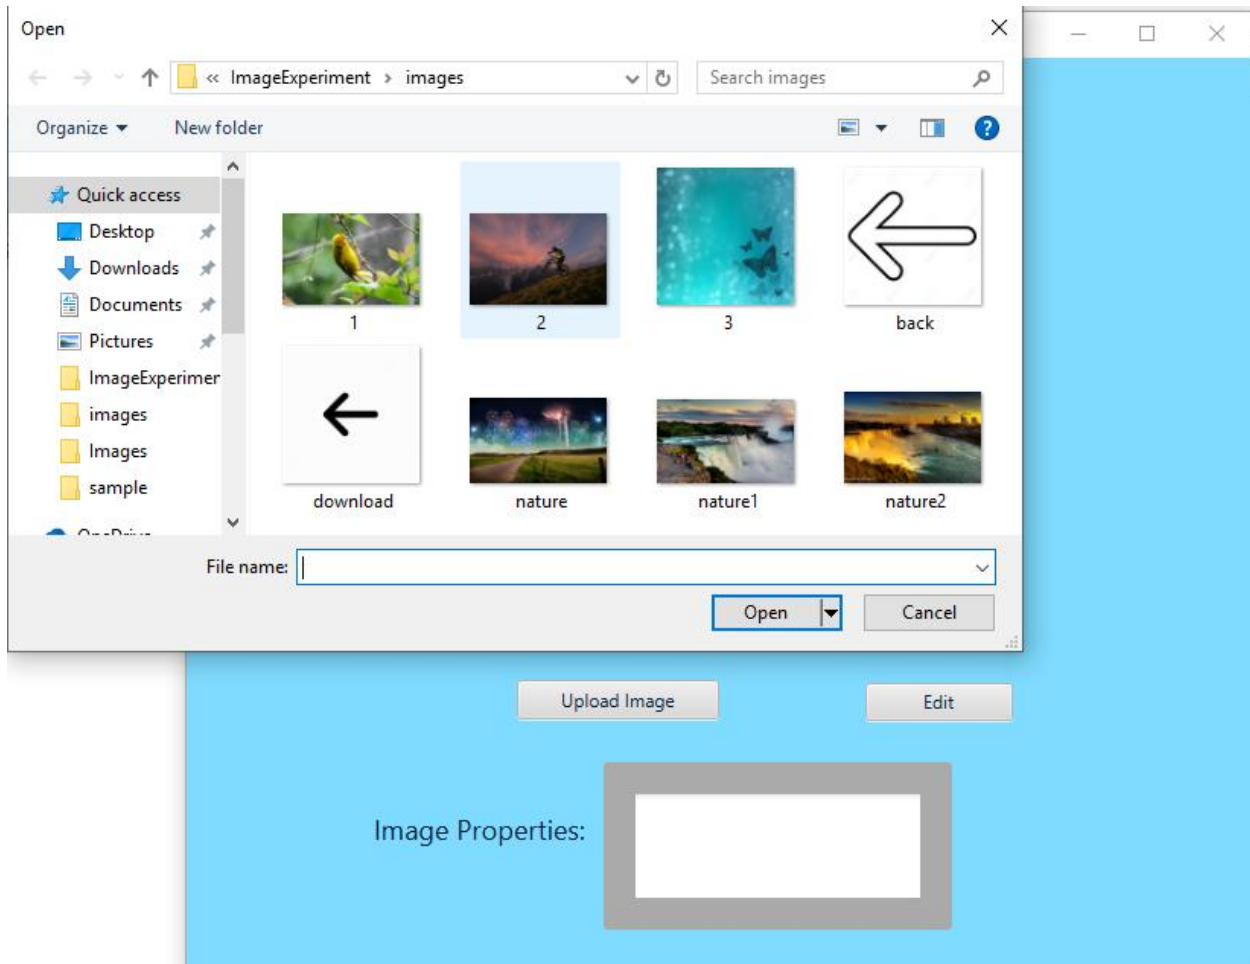 Open
« ImageExperiment › images
Search images
Organize
New folder
Quick access
Desktop
Downloads
Documents
Pictures
ImageExperimer
images
Images
sample
1
2
3
back
download
nature
nature1
nature2
File name:
Open
Cancel
Upload Image
Edit
Image Properties: